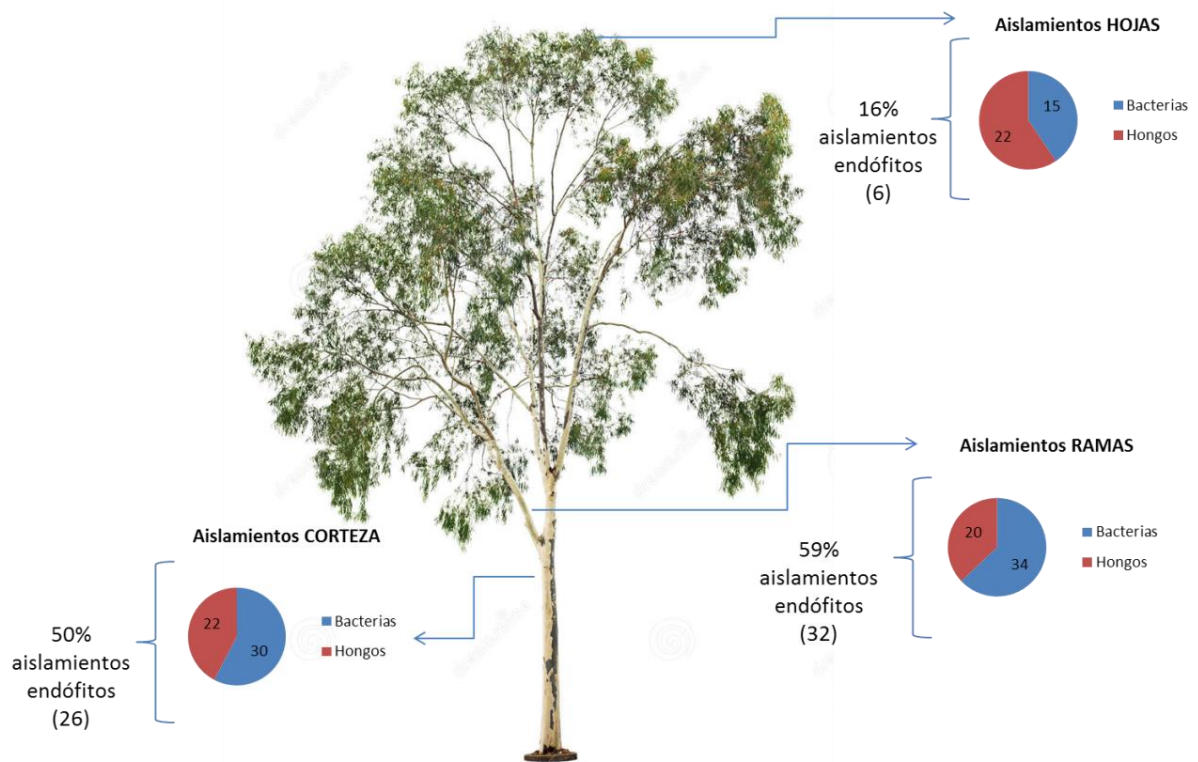 Aislamientos HOJAS
16%
aislamientos
endófitos
(6)
15
22
Bacterias
Hongos
Aislamientos RAMAS
59%
aislamientos
endófitos
(32)
20
34
Bacterias
Hongos
Aislamientos CORTEZA
50%
aislamientos
endófitos
(26)
22
30
Bacterias
Hongos